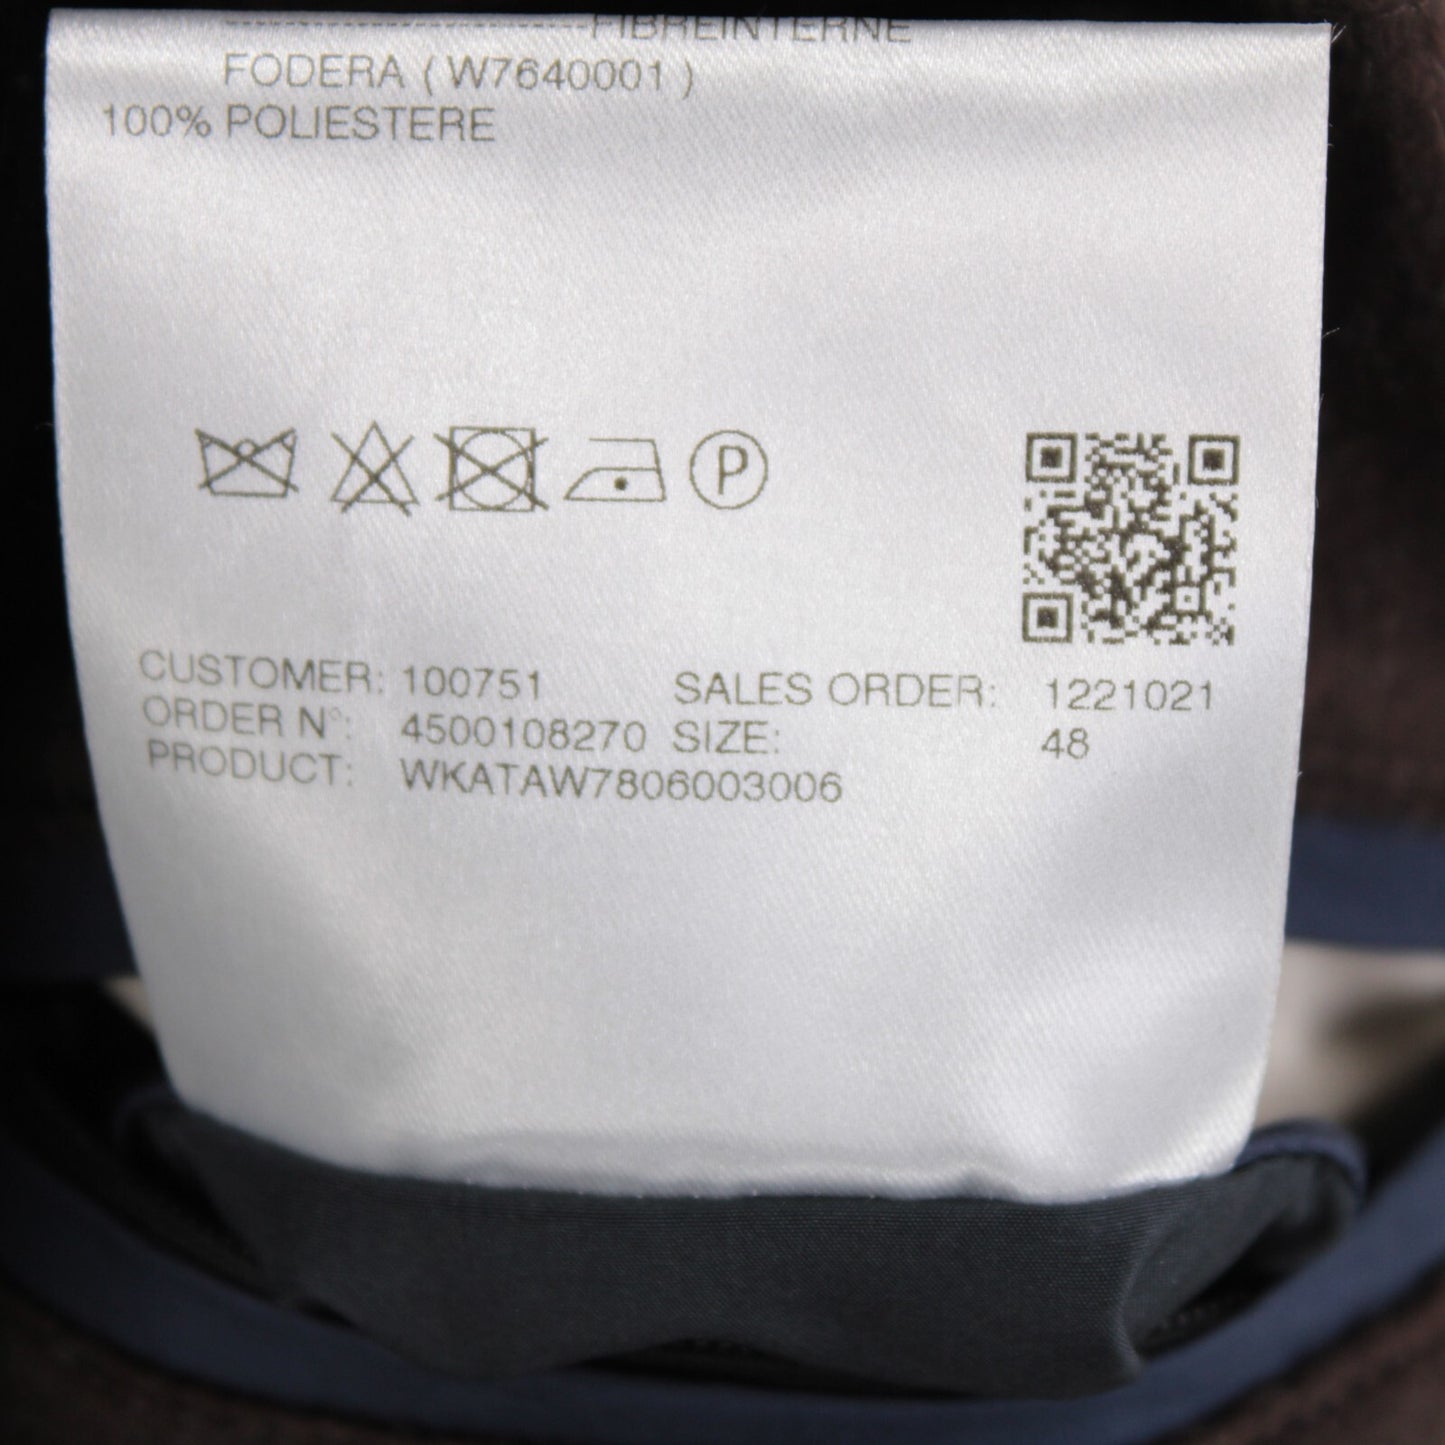 ------------------------------FIBREINTERNE
FODERA ( W7640001 )
100% POLIESTERE
P
CUSTOMER: 100751 SALES ORDER: 1221021
ORDER N°: 4500108270 SIZE: 48
PRODUCT: WKATAW7806003006